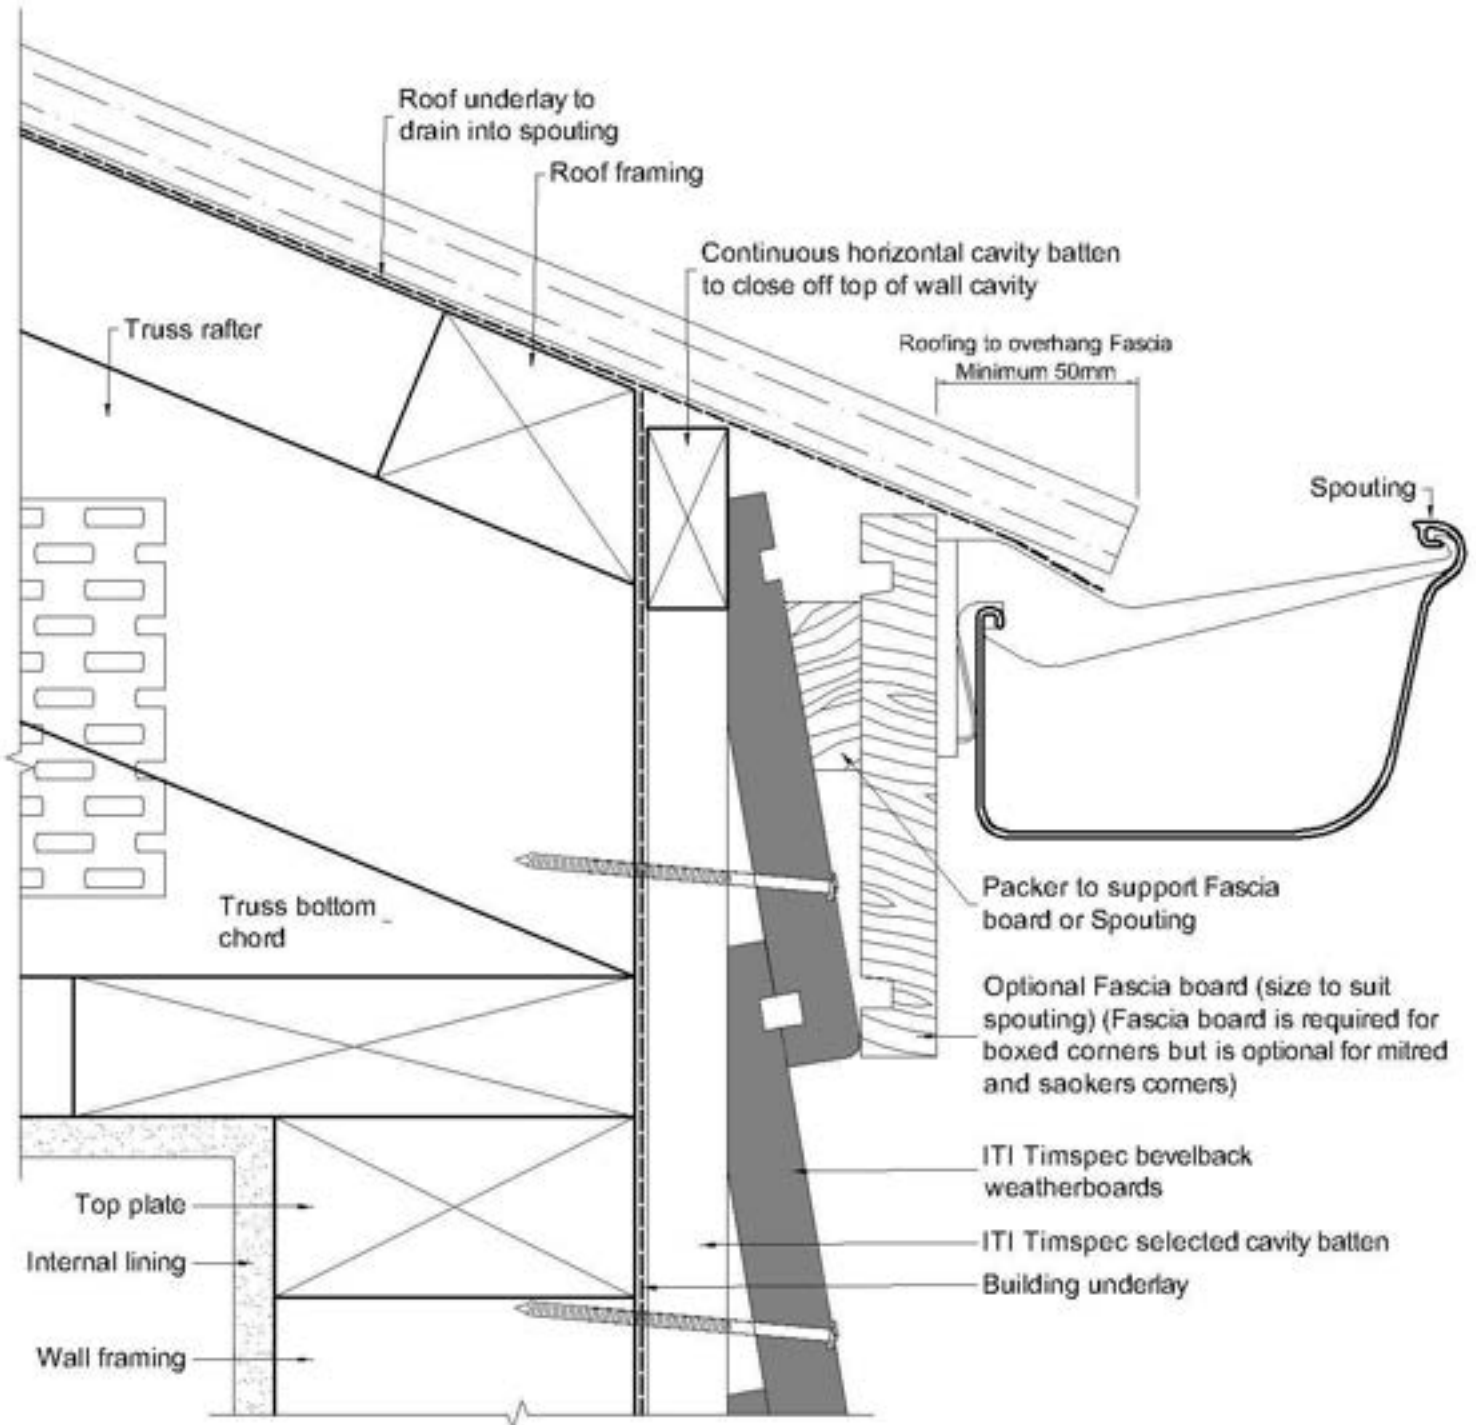 Roof underlay to
drain into spouting
Roof framing
Continuous horizontal cavity batten
to close off top of wall cavity
Truss rafter
Roofing to overhang Fascia
Minimum 50mm
Spouting
Packer to support Fascia
board or Spouting
Truss bottom
chord
Optional Fascia board (size to suit
spouting) (Fascia board is required for
boxed corners but is optional for mitred
and saokers corners)
ITI Timspec bevelback
weatherboards
Top plate
ITI Timspec selected cavity batten
Internal lining
Building underlay
Wall framing